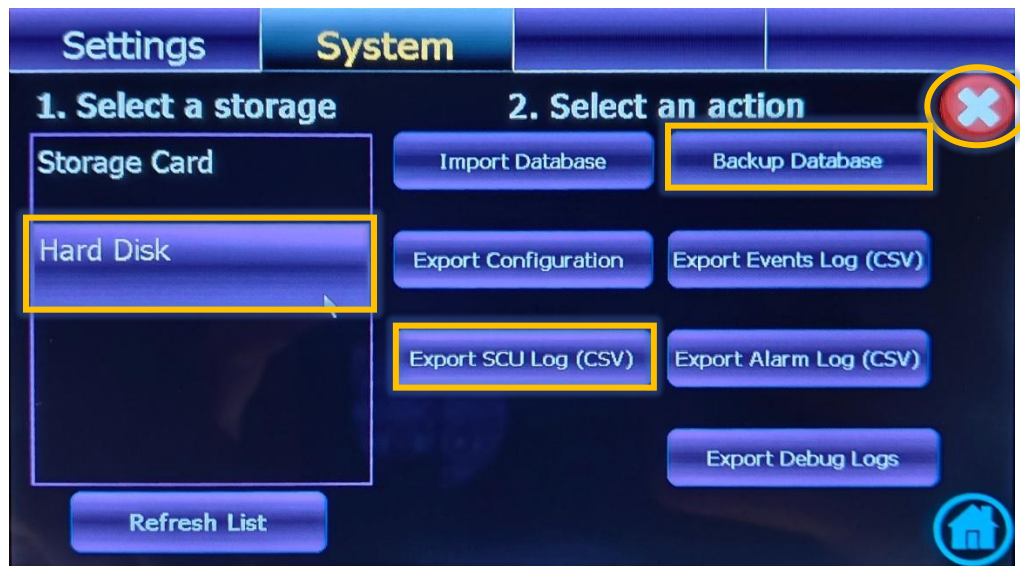 Settings System
1. Select a storage 2. Select an action
Storage Card
Hard Disk
Import Database Backup Database
Export Configuration Export Events Log (CSV)
Export SCU Log (CSV) Export Alarm Log (CSV)
Export Debug Logs
Refresh List